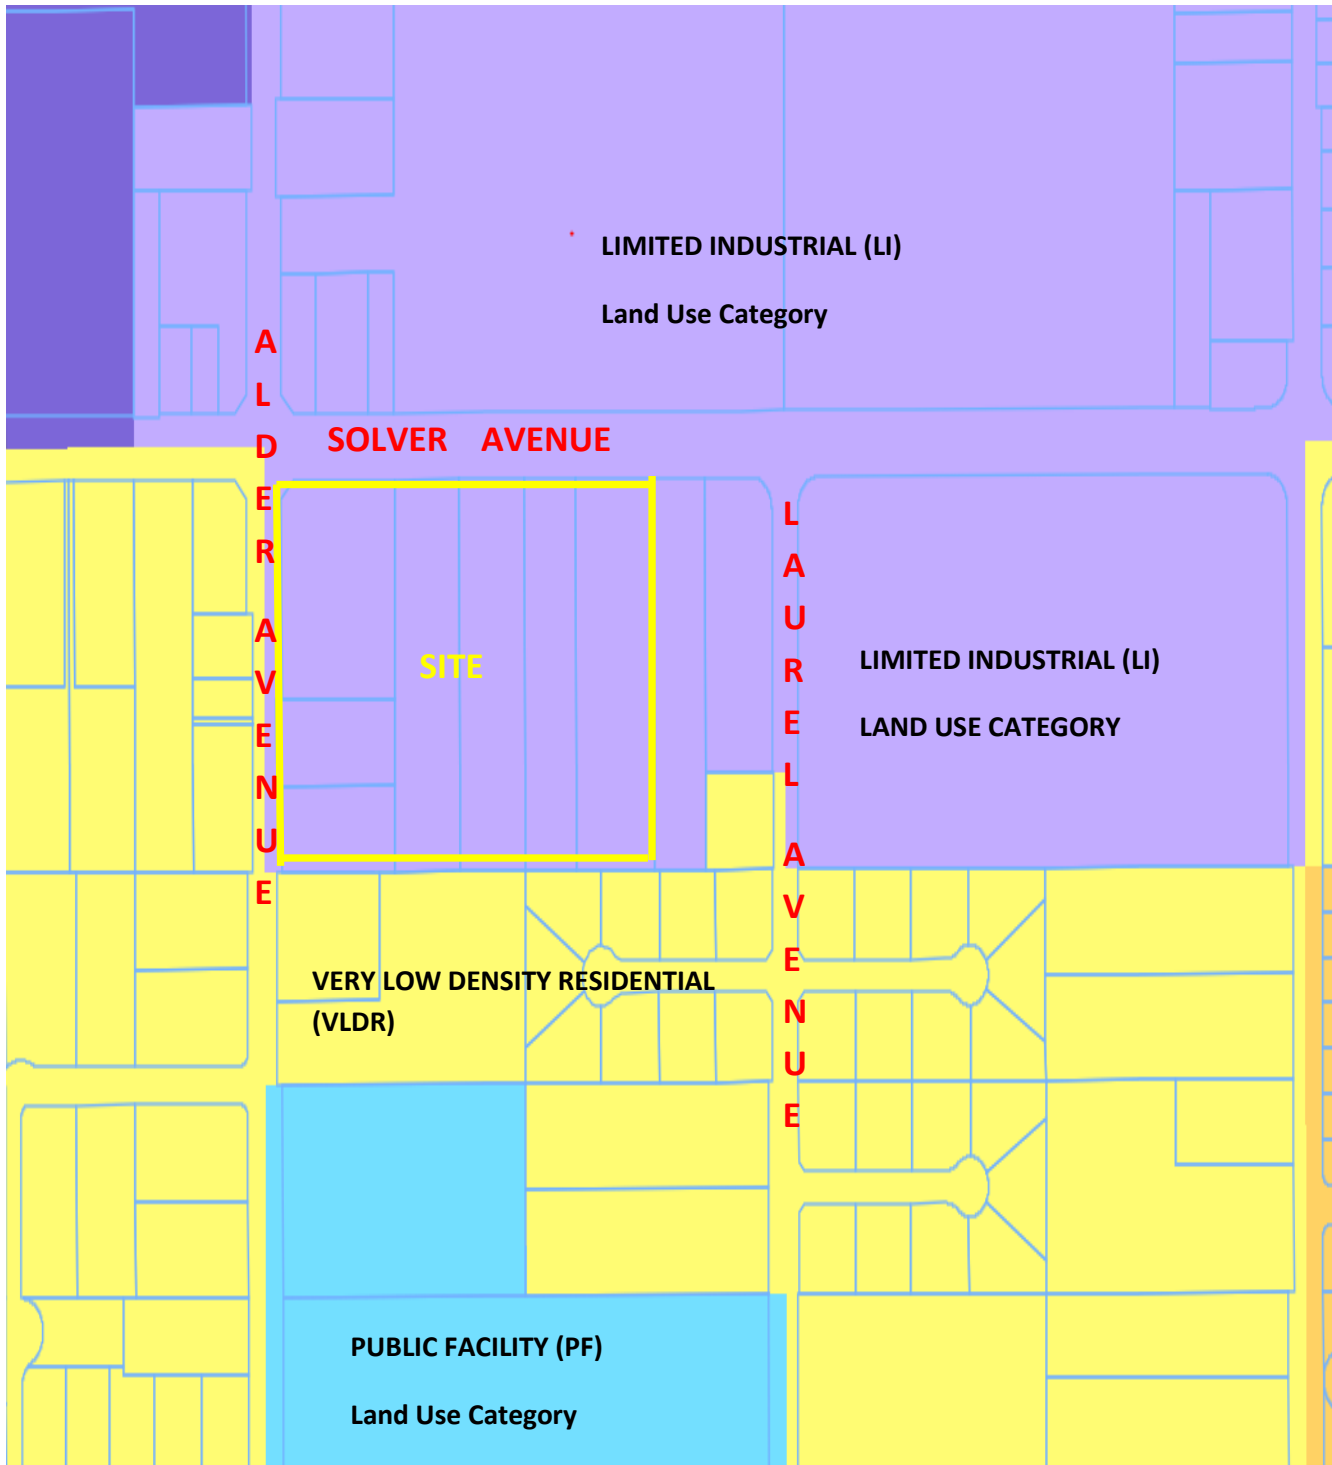 LIMITED INDUSTRIAL (LI)
Land Use Category
ALDER AVENUE
SOLVER AVENUE
LAUREL AVENUE
SITE
LIMITED INDUSTRIAL (LI)
LAND USE CATEGORY
VERY LOW DENSITY RESIDENTIAL
(VLDR)
PUBLIC FACILITY (PF)
Land Use Category